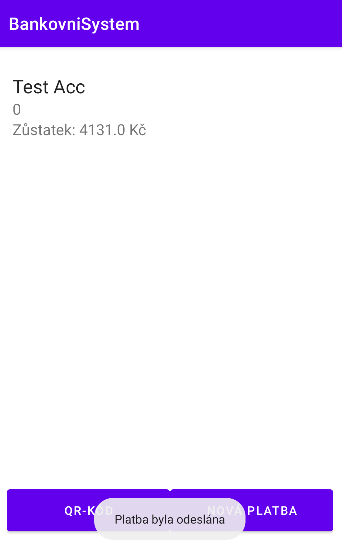 BankovniSystem
Test Acc
0
Zůstatek: 4131.0 Kč
QR-KÓD
NOVÁ PLATBA
Platba byla odeslána